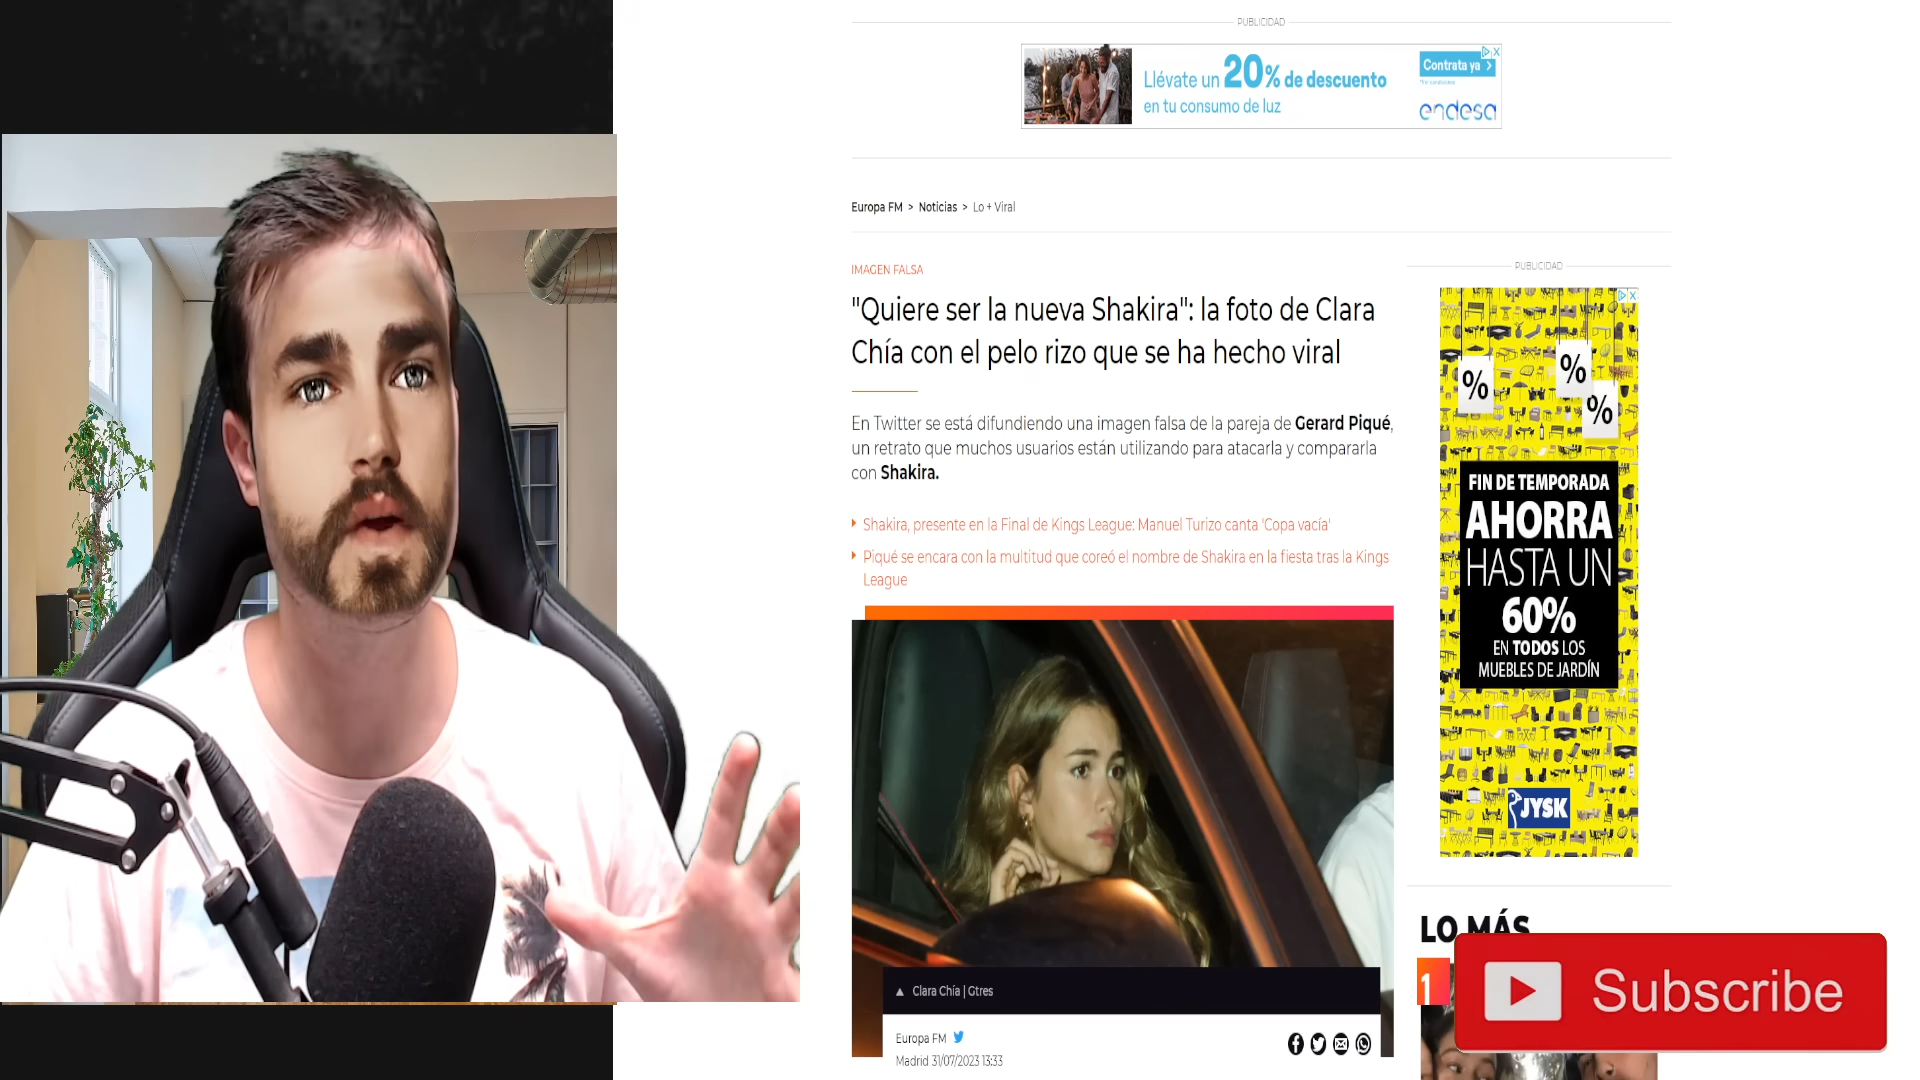 PUBLICIDAD
Llévate un 20% de descuento
en tu consumo de luz
Contrata ya >
endesa
Europa FM > Noticias > Lo + Viral
IMAGEN FALSA
"Quiere ser la nueva Shakira": la foto de Clara
Chía con el pelo rizo que se ha hecho viral
En Twitter se está difundiendo una imagen falsa de la pareja de Gerard Piqué,
un retrato que muchos usuarios están utilizando para atacarla y compararla
con Shakira.
Shakira, presente en la Final de Kings League: Manuel Turizo canta 'Copa vacía'
Piqué se encara con la multitud que coreó el nombre de Shakira en la fiesta tras la Kings
League
▲ Clara Chía | Gtres
Europa FM
Madrid 31/07/2023 13:33
PUBLICIDAD
%
%
%
FIN DE TEMPORADA
AHORRA
HASTA UN
60%
EN TODOS LOS
MUEBLES DE JARDÍN
JYSK
LO MÁS
1
Subscribe